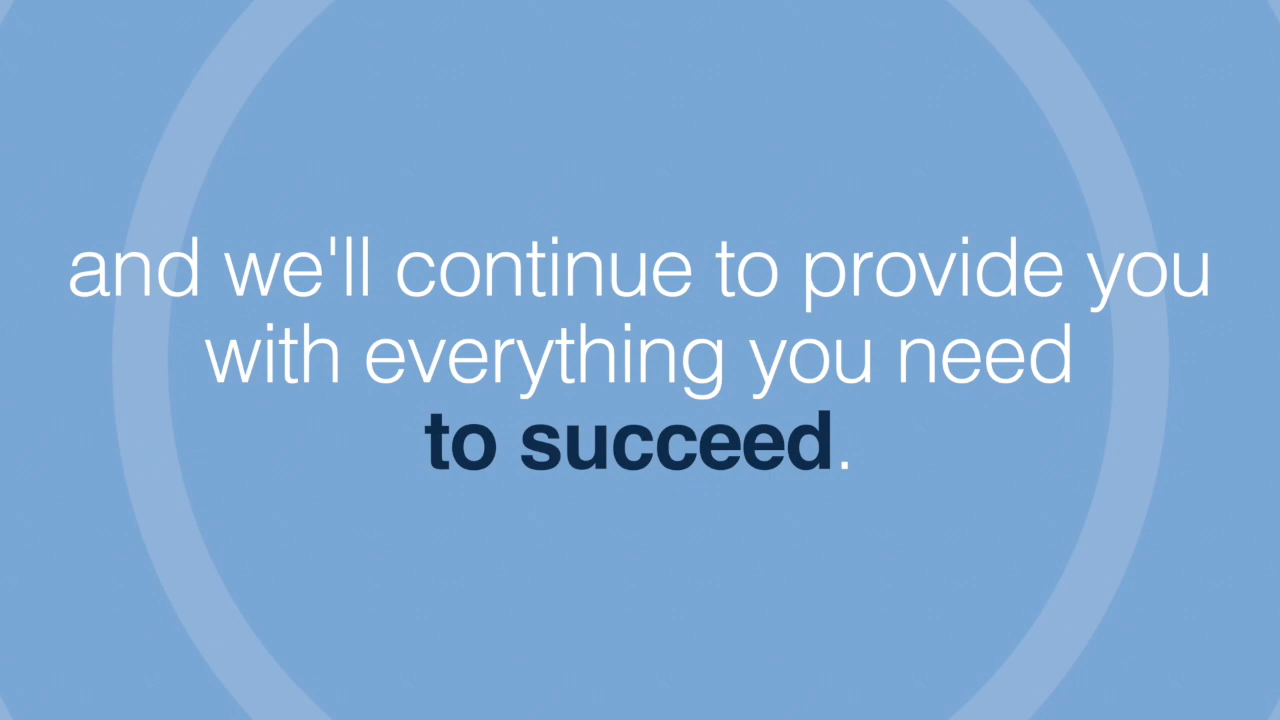 and we'll continue to provide you
with everything you need
to succeed.